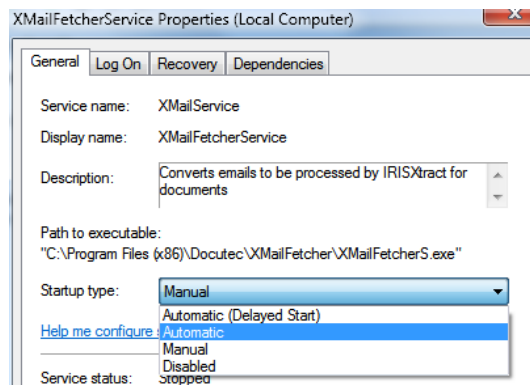 XMailFetcherService Properties (Local Computer)
General Log On Recovery Dependencies
Service name: XMailService
Display name: XMailFetcherService
Description: Converts emails to be processed by IRISXtract for
documents
Path to executable:
"C:\Program Files (x86)\Docutec\XMailFetcher\XMailFetcherS.exe"
Startup type: Manual
Automatic (Delayed Start)
Help me configure Automatic
Manual
Disabled
Service status: Stopped